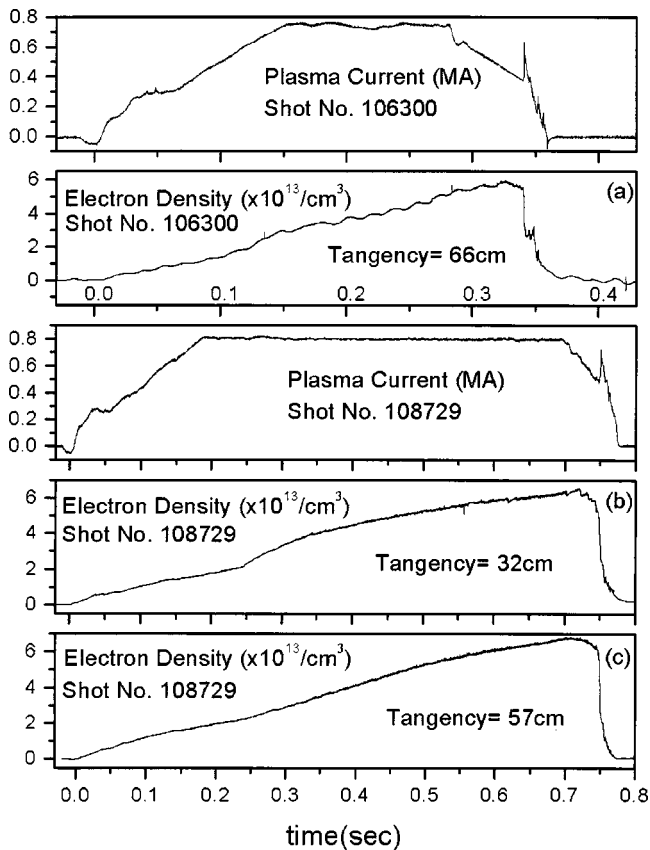 0.8
0.6
0.4
0.2
0.0
Plasma Current (MA)
Shot No. 106300
6
4
2
0
Electron Density (x10^13/cm^3)
Shot No. 106300
(a)
Tangency= 66cm
0.0 0.1 0.2 0.3 0.4
0.8
0.6
0.4
0.2
0.0
Plasma Current (MA)
Shot No. 108729
6
4
2
0
Electron Density (x10^13/cm^3)
Shot No. 108729
(b)
Tangency= 32cm
6
4
2
0
Electron Density (x10^13/cm^3)
Shot No. 108729
(c)
Tangency= 57cm
0.0 0.1 0.2 0.3 0.4 0.5 0.6 0.7 0.8
time(sec)